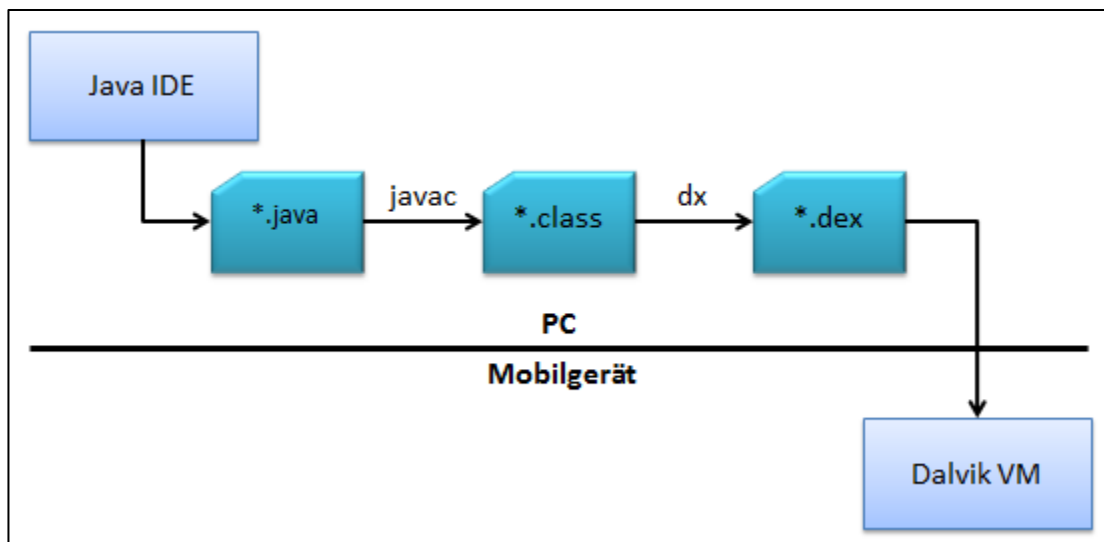 Java IDE
*.java
javac
*.class
dx
*.dex
PC
Mobilgerät
Dalvik VM